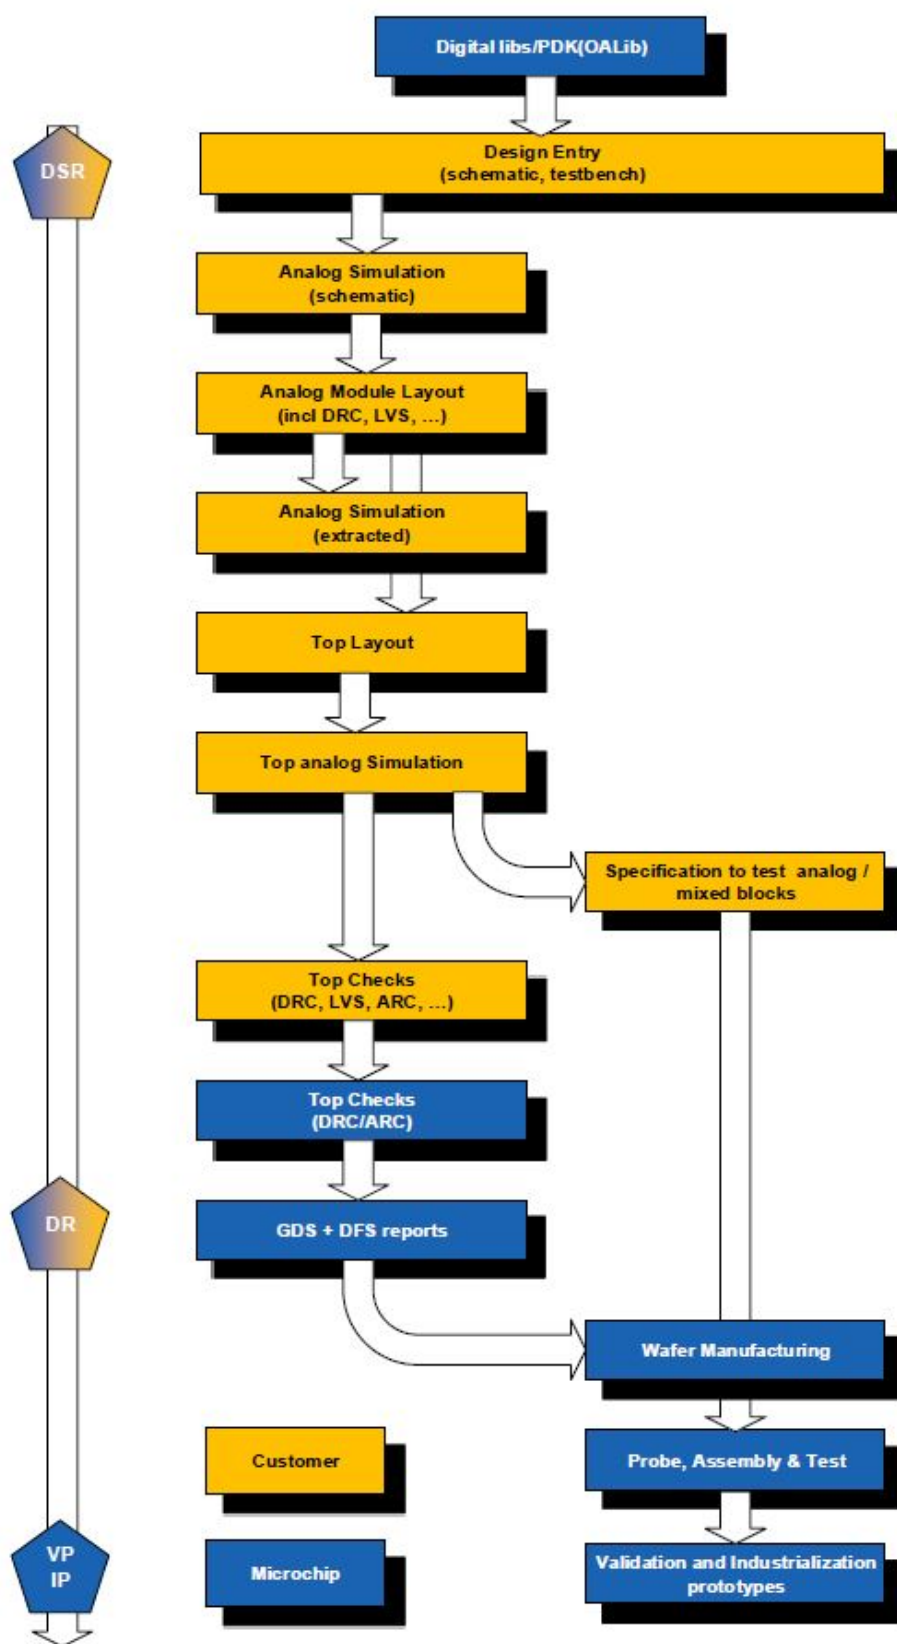 Digital libs/PDK(OALib)
DSR
Design Entry
(schematic, testbench)
Analog Simulation
(schematic)
Analog Module Layout
(incl DRC, LVS, ...)
Analog Simulation
(extracted)
Top Layout
Top analog Simulation
Specification to test analog /
mixed blocks
Top Checks
(DRC, LVS, ARC, ...)
Top Checks
(DRC/ARC)
DR
GDS + DFS reports
Wafer Manufacturing
Customer
Probe, Assembly & Test
VP
IP
Microchip
Validation and Industrialization
prototypes